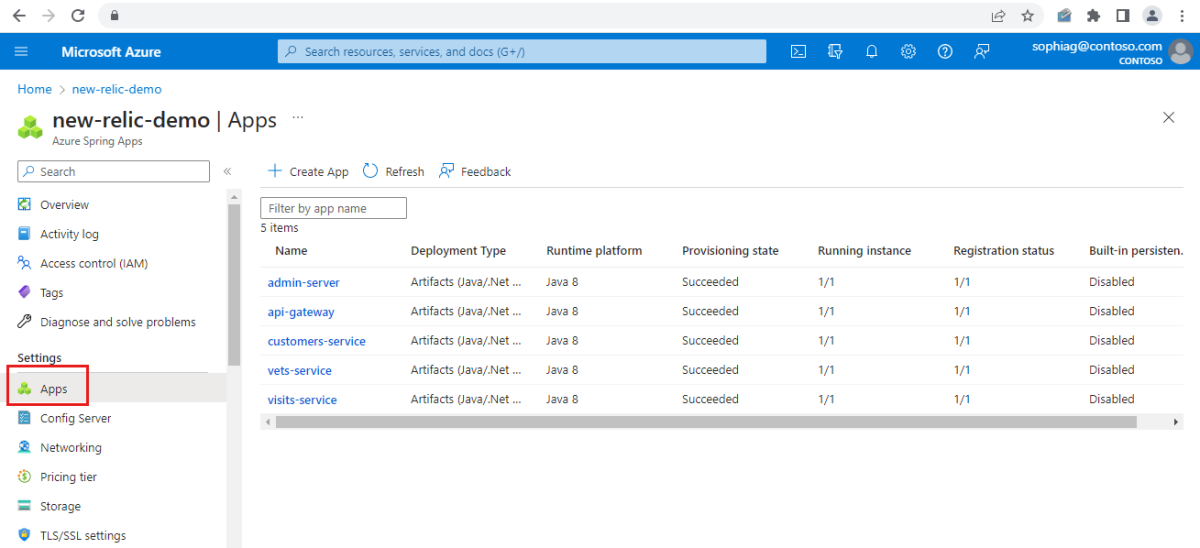 Microsoft Azure
Search resources, services, and docs (G+/)
sophiag@contoso.com
CONTOSO
Home > new-relic-demo
new-relic-demo | Apps ...
Azure Spring Apps
Search «
Create App Refresh Feedback
Overview
Activity log
Access control (IAM)
Tags
Diagnose and solve problems
Settings
Apps
Config Server
Networking
Pricing tier
Storage
TLS/SSL settings
Filter by app name
5 items
Name Deployment Type Runtime platform Provisioning state Running instance Registration status Built-in persisten.
admin-server Artifacts (Java/.Net ... Java 8 Succeeded 1/1 1/1 Disabled
api-gateway Artifacts (Java/.Net ... Java 8 Succeeded 1/1 1/1 Disabled
customers-service Artifacts (Java/.Net ... Java 8 Succeeded 1/1 1/1 Disabled
vets-service Artifacts (Java/.Net ... Java 8 Succeeded 1/1 1/1 Disabled
visits-service Artifacts (Java/.Net ... Java 8 Succeeded 1/1 1/1 Disabled